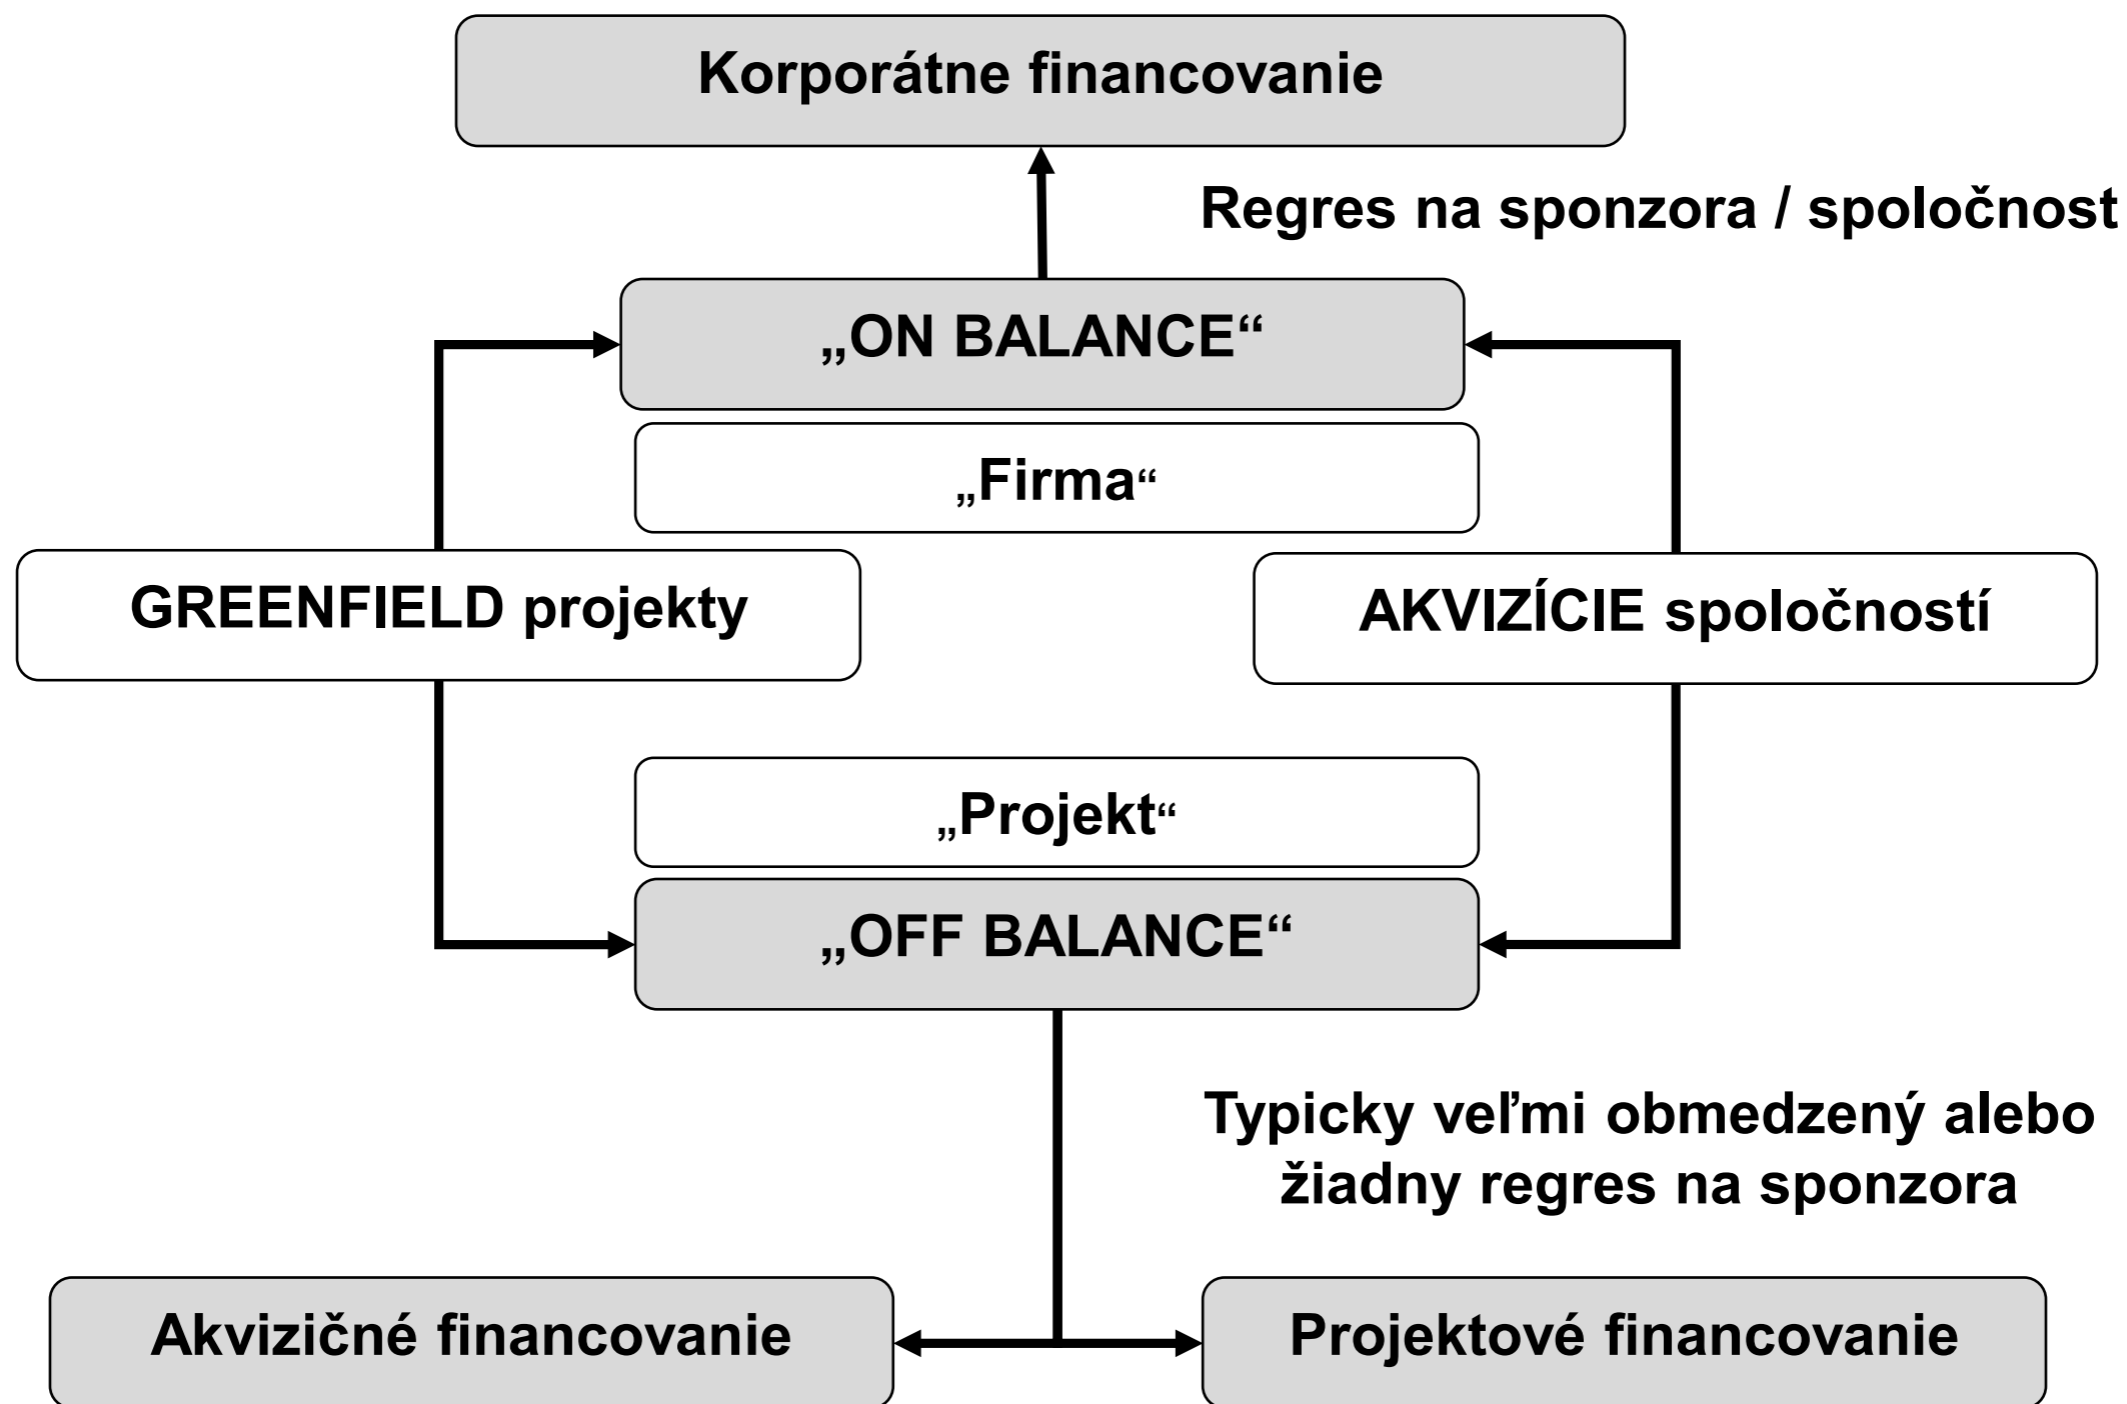 Korporátne financovanie
Regres na sponzora / spoločnost
„ON BALANCE“
„Firma“
GREENFIELD projekty
AKVIZÍCIE spoločností
„Projekt“
„OFF BALANCE“
Typicky veľmi obmedzený alebo
žiadny regres na sponzora
Akvizičné financovanie
Projektové financovanie